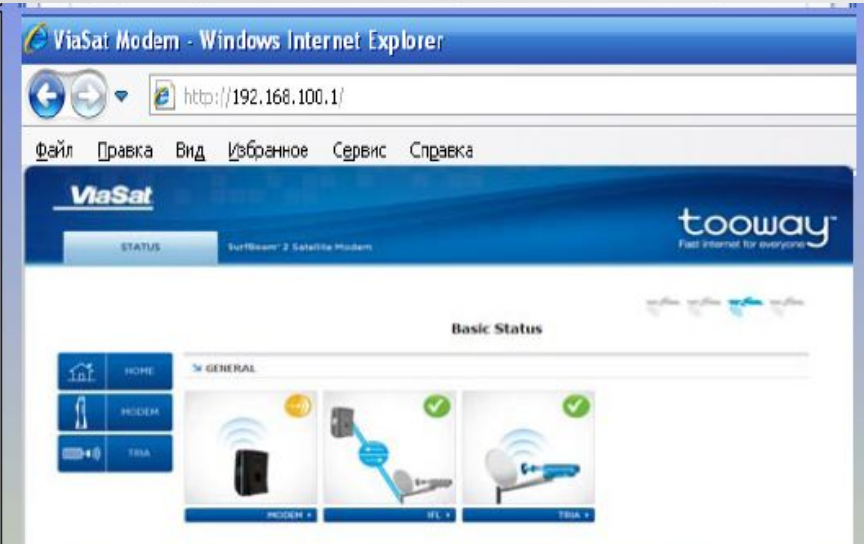 ViaSat Modem - Windows Internet Explorer
http://192.168.100.1/
Файл Правка Вид Избранное Сервис Справка
ViaSat
tooway™
Fast internet for everyone
STATUS SurfBeam® 2 Satellite Modem
Basic Status
HOME
GENERAL
MODEM
TRIA
MODEM IFL TRIA